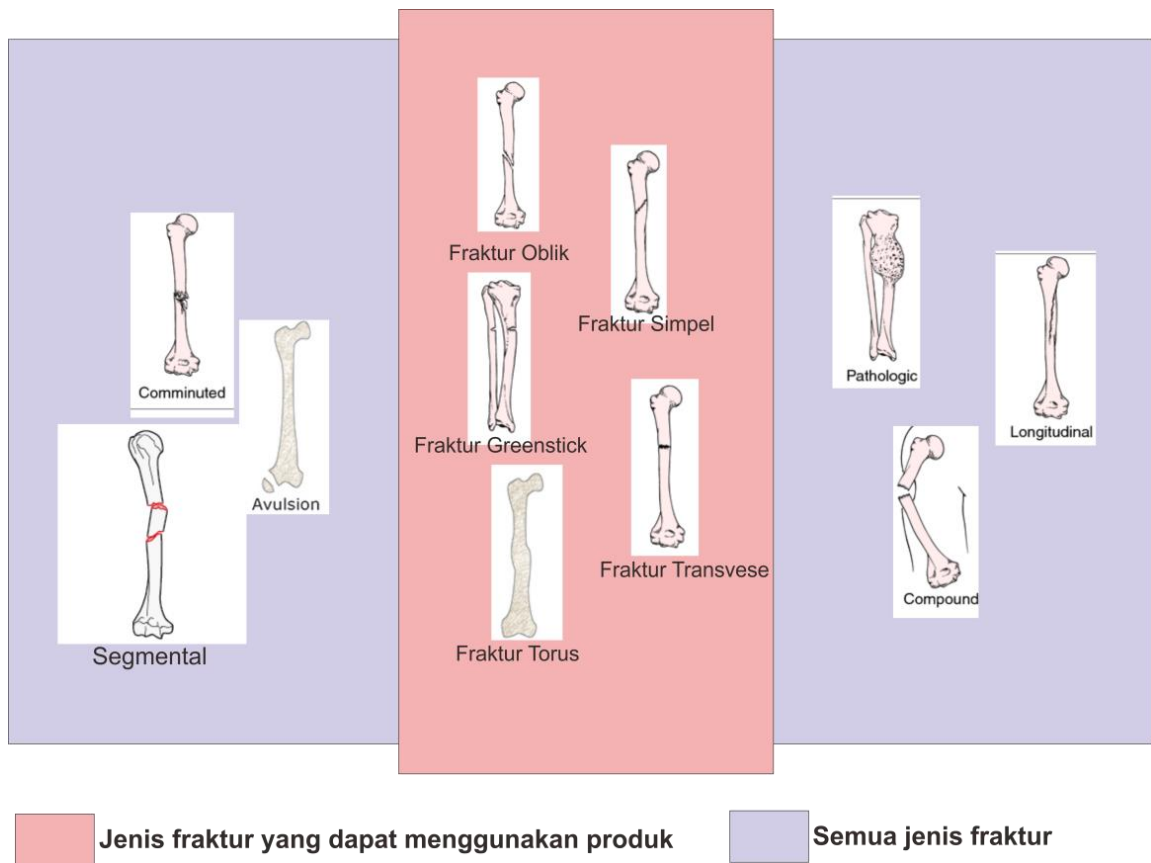 Comminuted
Avulsion
Segmental
Fraktur Oblik
Fraktur Simpel
Fraktur Greenstick
Fraktur Transvese
Fraktur Torus
Pathologic
Longitudinal
Compound
Jenis fraktur yang dapat menggunakan produk
Semua jenis fraktur